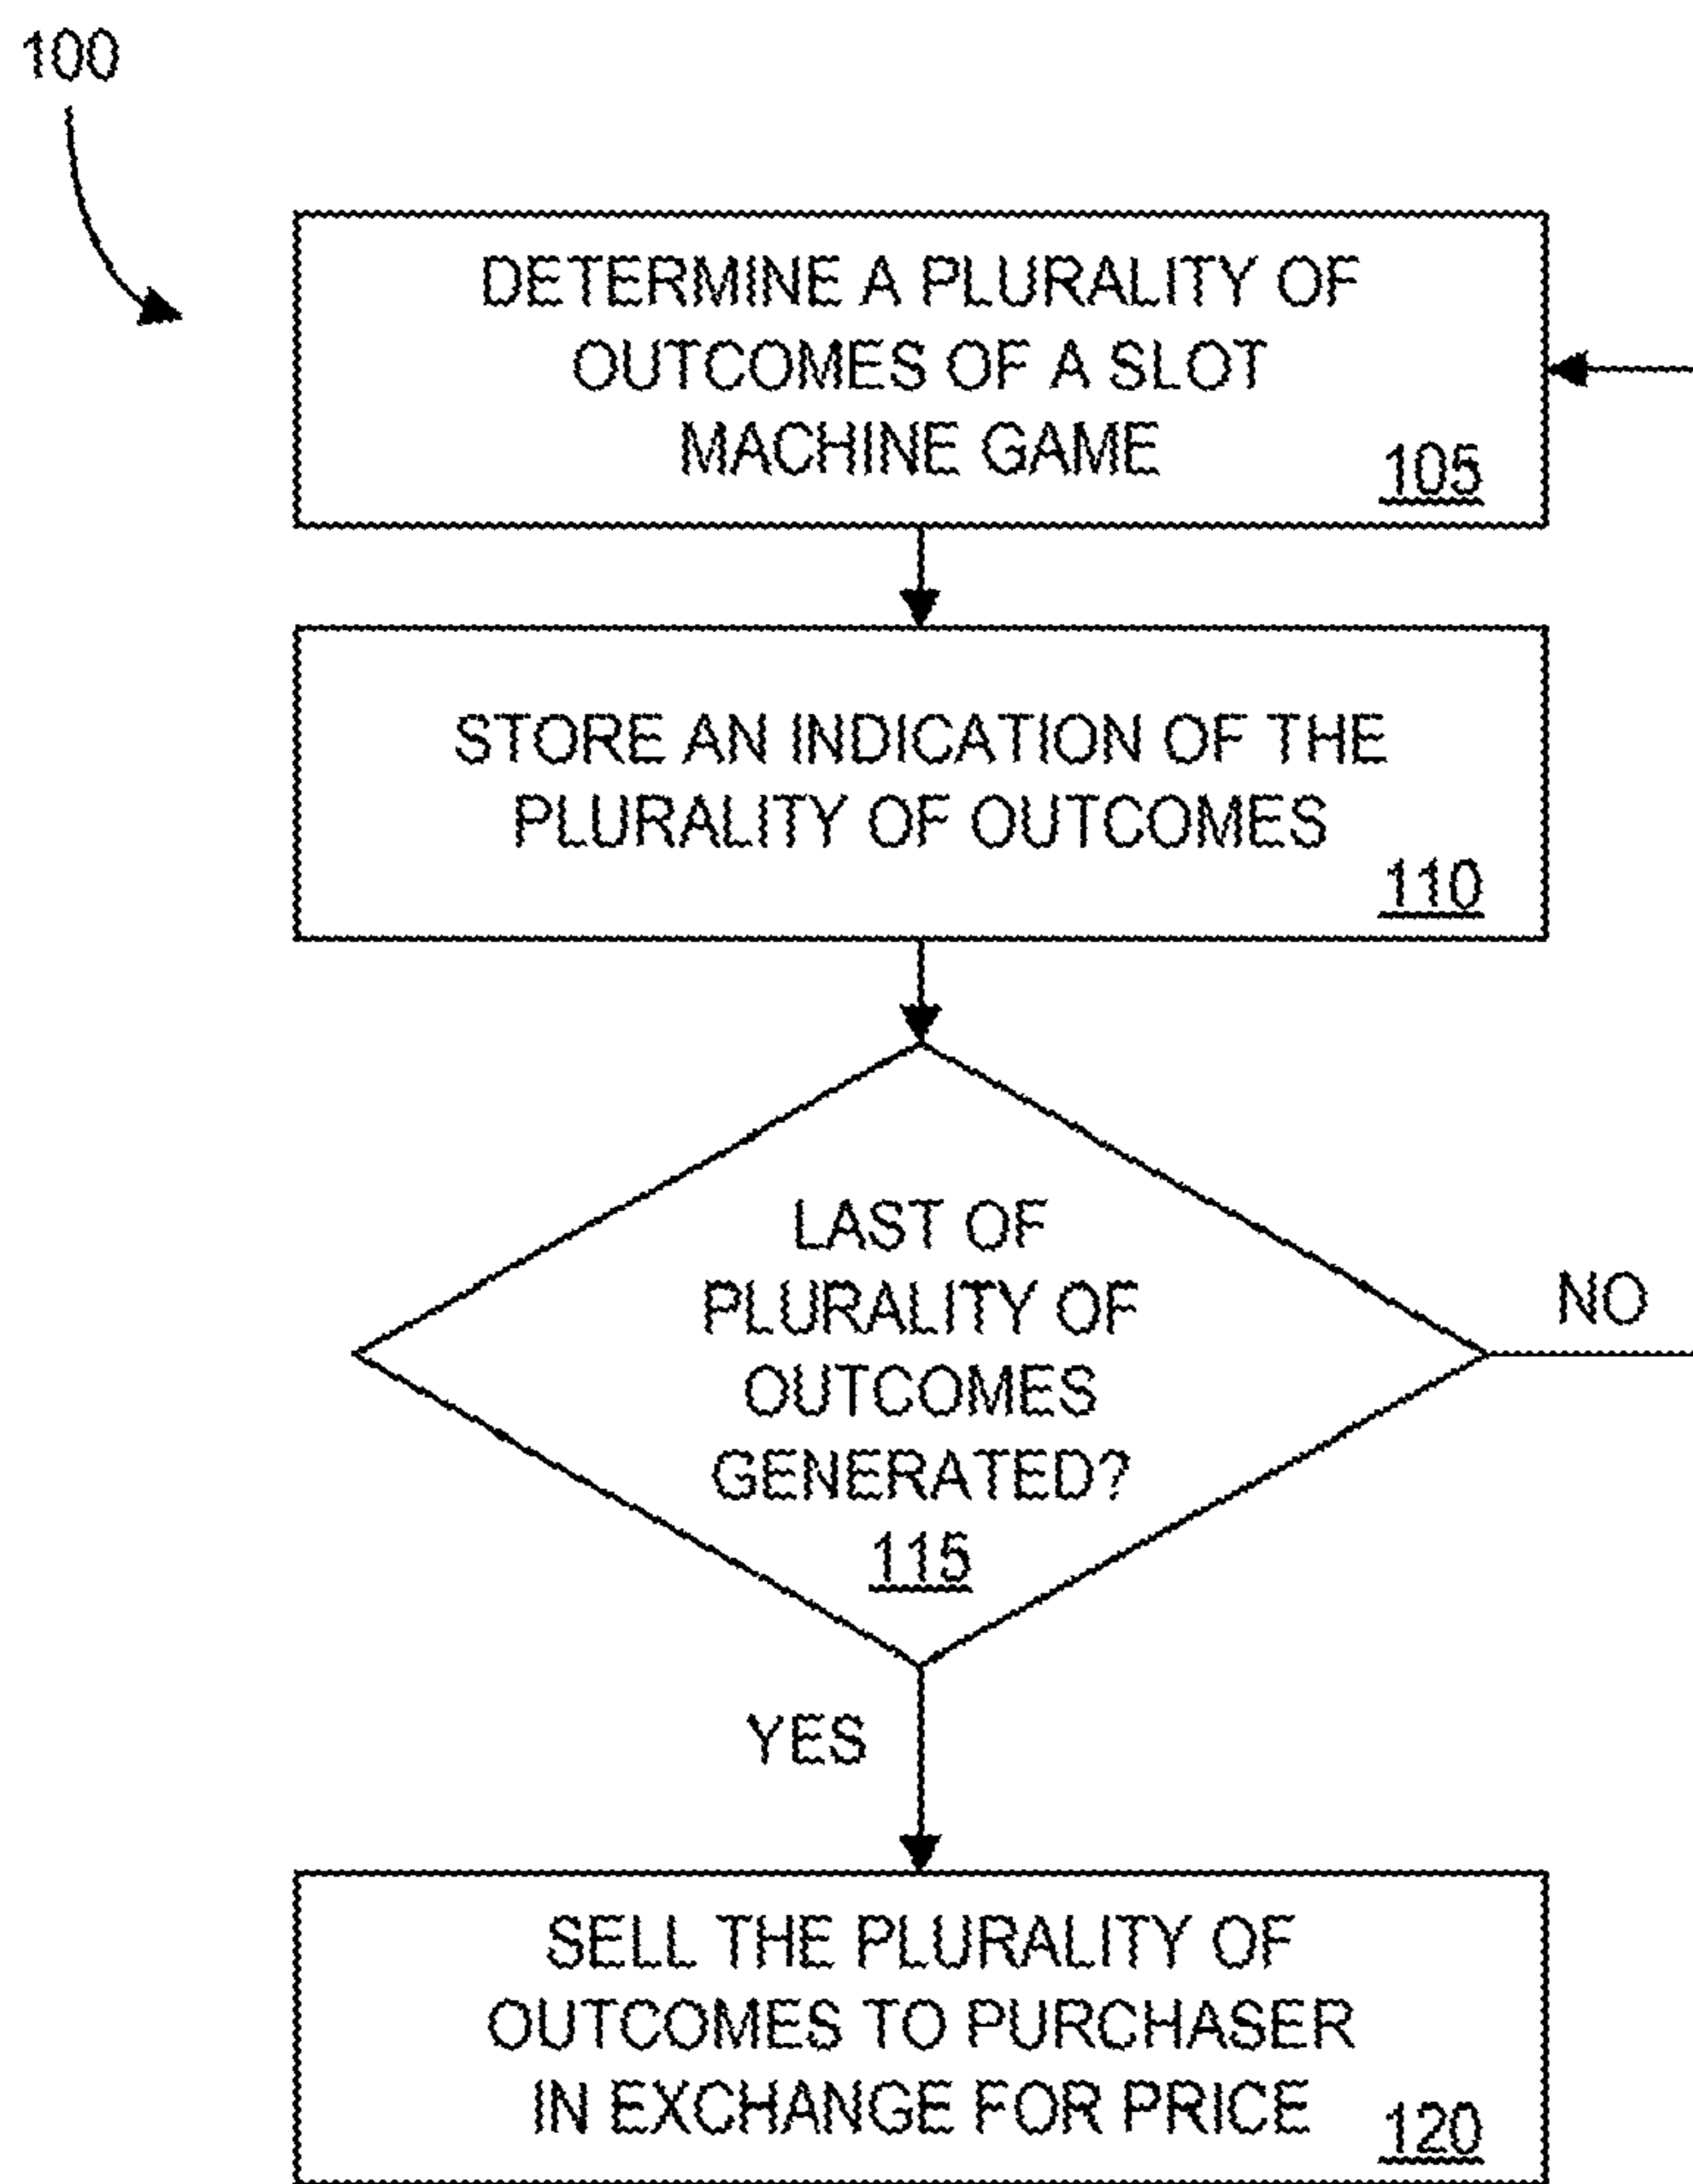 100
DETERMINE A PLURALITY OF
OUTCOMES OF A SLOT
MACHINE GAME
105
STORE AN INDICATION OF THE
PLURALITY OF OUTCOMES
110
LAST OF
PLURALITY OF
OUTCOMES
GENERATED?
115
NO
YES
SELL THE PLURALITY OF
OUTCOMES TO PURCHASER
IN EXCHANGE FOR PRICE
120